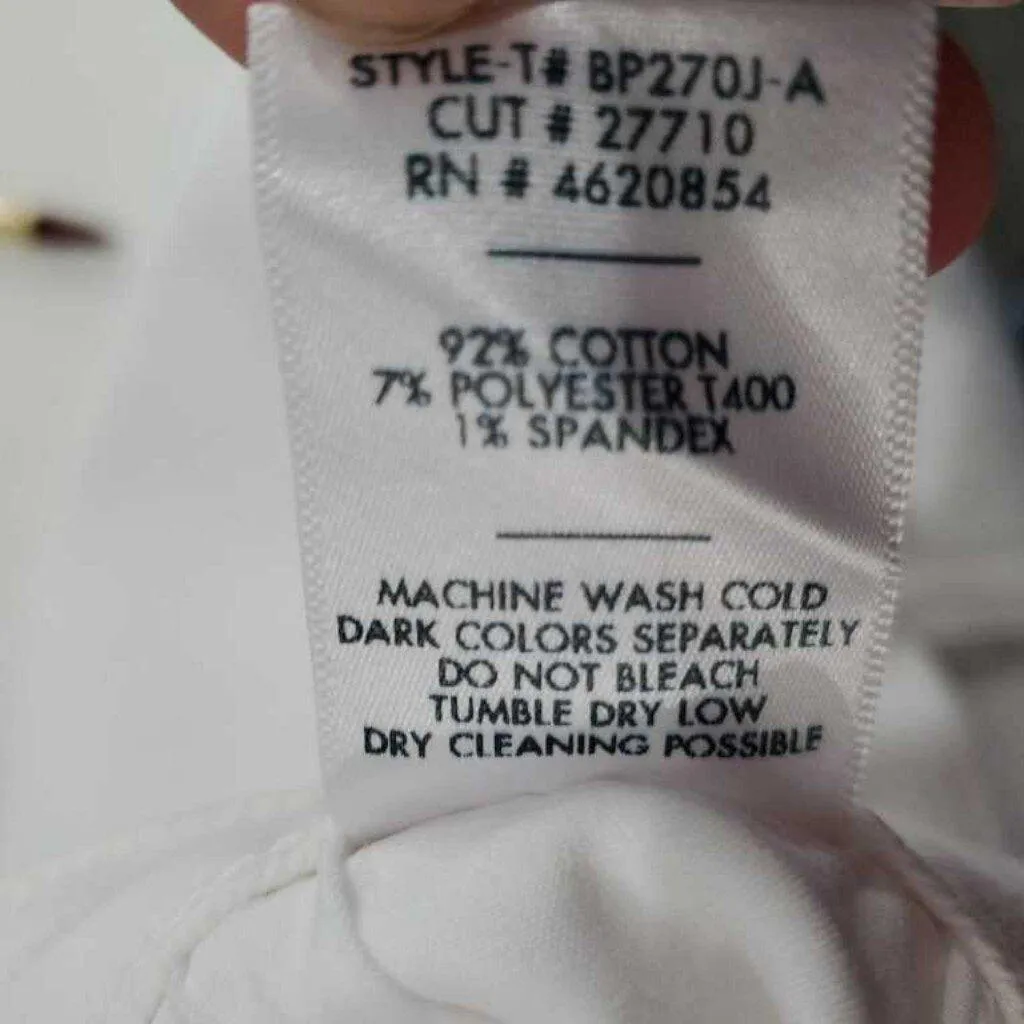 STYLE-T# BP270J-A
CUT # 27710
RN # 4620854
92% COTTON
7% POLYESTER T400
1% SPANDEX
MACHINE WASH COLD
DARK COLORS SEPARATELY
DO NOT BLEACH
TUMBLE DRY LOW
DRY CLEANING POSSIBLE